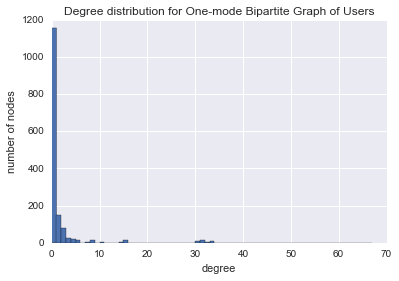 Degree distribution for One-mode Bipartite Graph of Users
1200
1000
800
600
400
200
0
number of nodes
0 10 20 30 40 50 60 70
degree